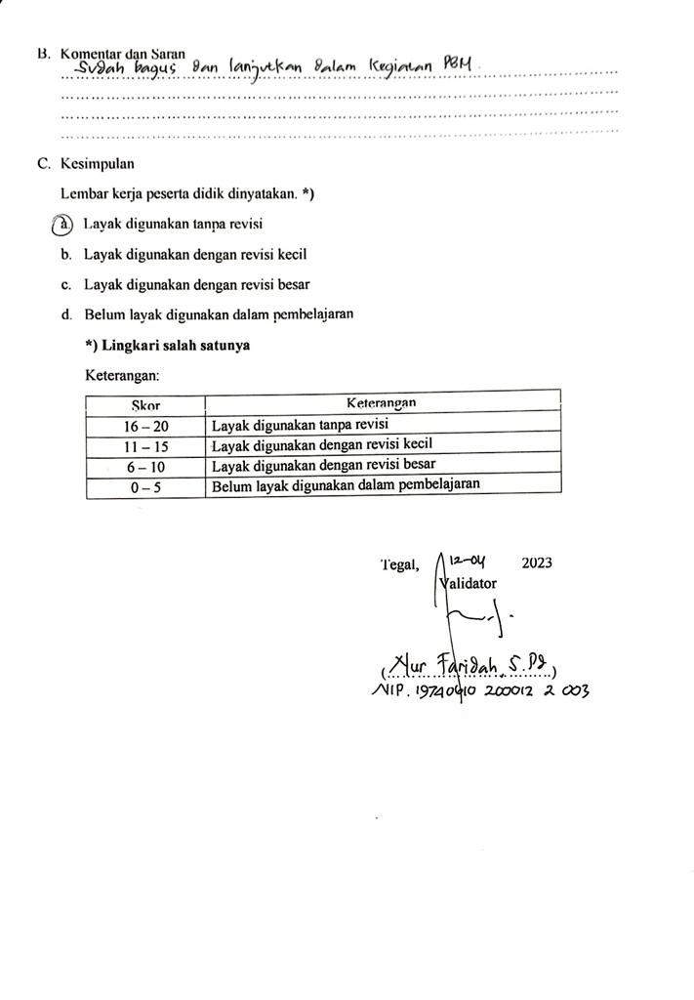 B. Komentar dan Saran
Sudah bagus dan lanjutkan dalam kegiatan PBM.
C. Kesimpulan
Lembar kerja peserta didik dinyatakan. *)
a. Layak digunakan tanpa revisi
b. Layak digunakan dengan revisi kecil
c. Layak digunakan dengan revisi besar
d. Belum layak digunakan dalam pembelajaran
*) Lingkari salah satunya
Keterangan:
Skor Keterangan
16 – 20 Layak digunakan tanpa revisi
11 – 15 Layak digunakan dengan revisi kecil
6 – 10 Layak digunakan dengan revisi besar
0 – 5 Belum layak digunakan dalam pembelajaran
Tegal, 12-04 2023
Validator
(Nur Faridah, S.Pd)
NIP. 19740410 200012 2 003